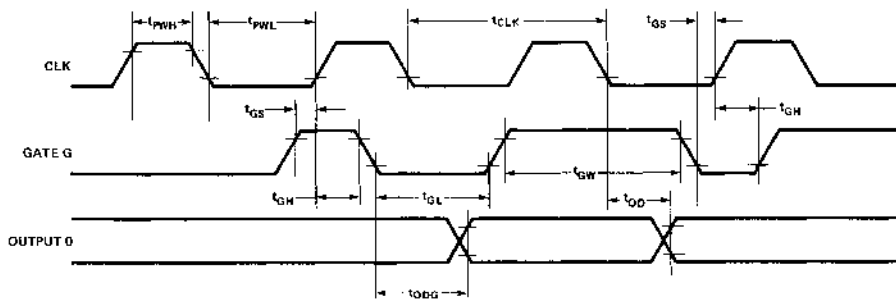 tPWH tPWL tCLK tGS
CLK
tGS tGH
GATE G
tGH tGL tGW tOD
OUTPUT 0
tODG